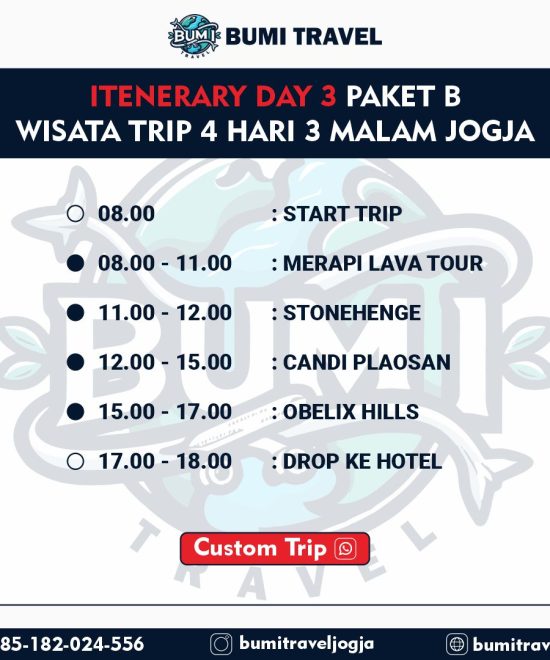 BUMI
TRAVEL
BUMI TRAVEL
ITENERARY DAY 3 PAKET B
WISATA TRIP 4 HARI 3 MALAM JOGJA
08.00 : START TRIP
08.00 - 11.00 : MERAPI LAVA TOUR
11.00 - 12.00 : STONEHENGE
12.00 - 15.00 : CANDI PLAOSAN
15.00 - 17.00 : OBELIX HILLS
17.00 - 18.00 : DROP KE HOTEL
BUMI
TRAVEL
Custom Trip
85-182-024-556 bumitraveljogja bumitrav